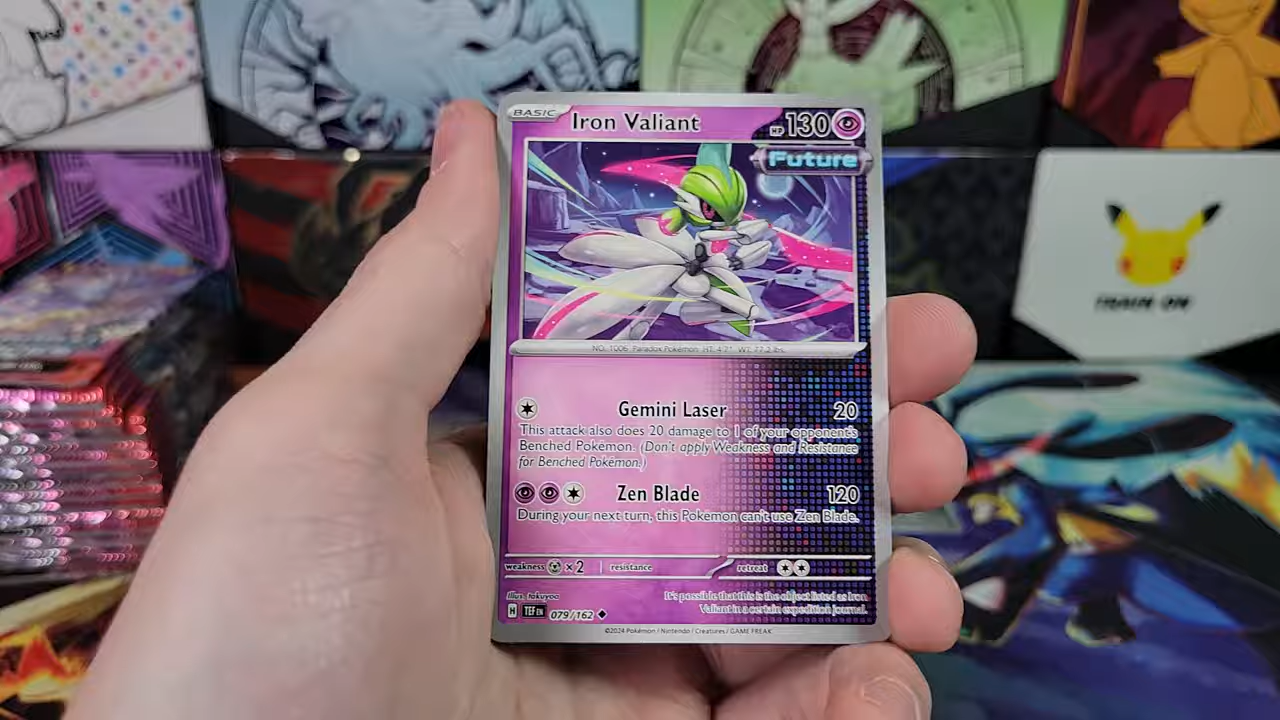 BASIC Iron Valiant HP 130
Future
NO. 1006 Paradox Pokémon HT: 4'7" WT: 77.2 lbs.
Gemini Laser 20
This attack also does 20 damage to 1 of your opponent's
Benched Pokémon. (Don't apply Weakness and Resistance
for Benched Pokémon.)
Zen Blade 120
During your next turn, this Pokémon can't use Zen Blade.
weakness ×2 resistance retreat
Illus. takuyoa
It's possible that this is the object listed as Iron
Valiant in a certain expedition journal.
H TEF EN 079/162
©2024 Pokémon / Nintendo / Creatures / GAME FREAK
TRAIN ON